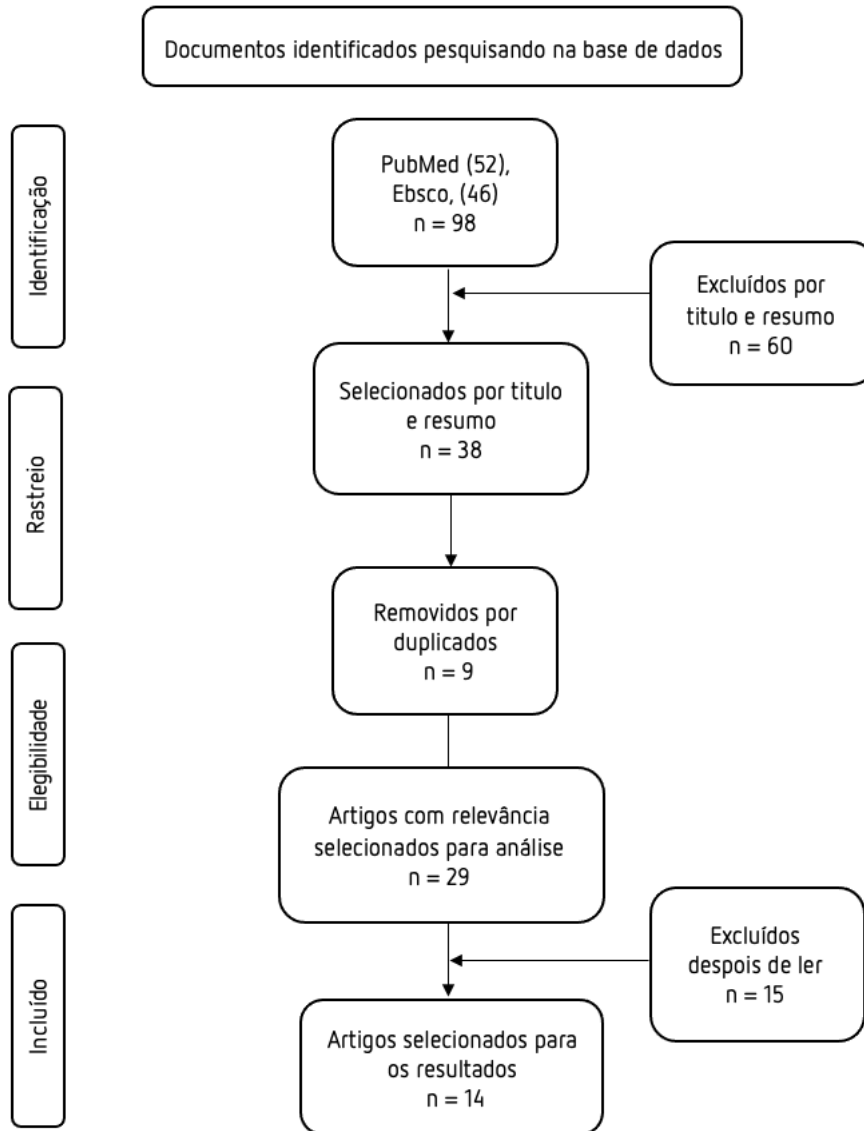 Documentos identificados pesquisando na base de dados
Identificação
PubMed (52),
Ebsco, (46)
n = 98
Excluídos por
titulo e resumo
n = 60
Selecionados por titulo
e resumo
n = 38
Rastreio
Removidos por
duplicados
n = 9
Elegibilidade
Artigos com relevância
selecionados para análise
n = 29
Excluídos
despois de ler
n = 15
Incluído
Artigos selecionados para
os resultados
n = 14